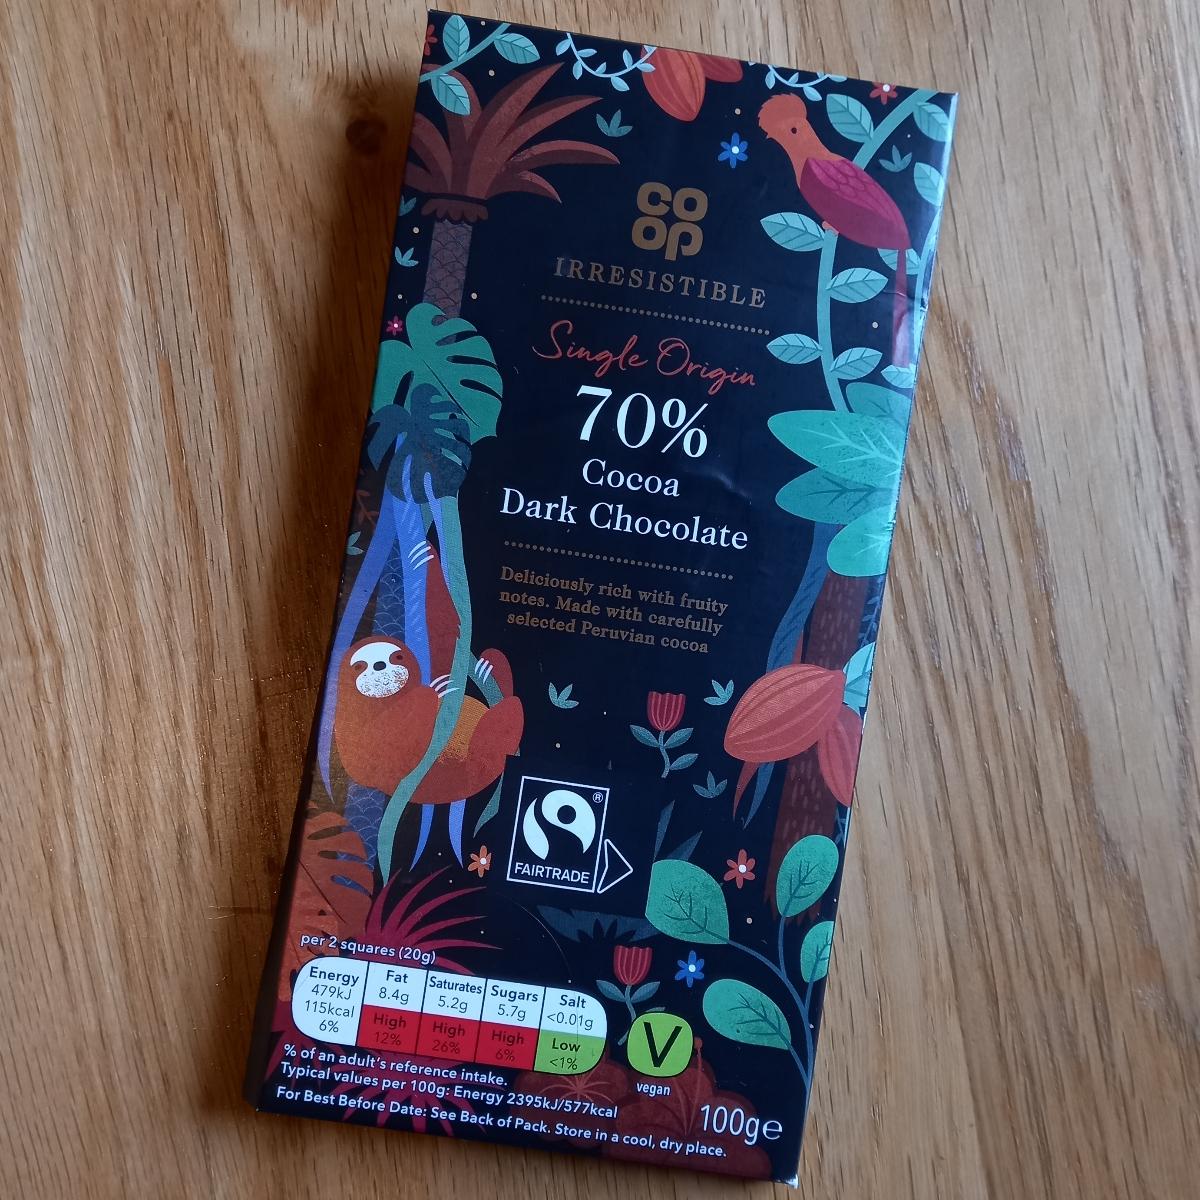 co
op
IRRESISTIBLE
Single Origin
70%
Cocoa
Dark Chocolate
Deliciously rich with fruity
notes. Made with carefully
selected Peruvian cocoa
®
FAIRTRADE
per 2 squares (20g)
Energy Fat Saturates Sugars Salt
479kJ 8.4g 5.2g 5.7g <0.01g
115kcal High High High Low
6% 12% 26% 6% <1%
V
vegan
% of an adult's reference intake.
Typical values per 100g: Energy 2395kJ/577kcal
For Best Before Date: See Back of Pack. Store in a cool, dry place.
100g℮